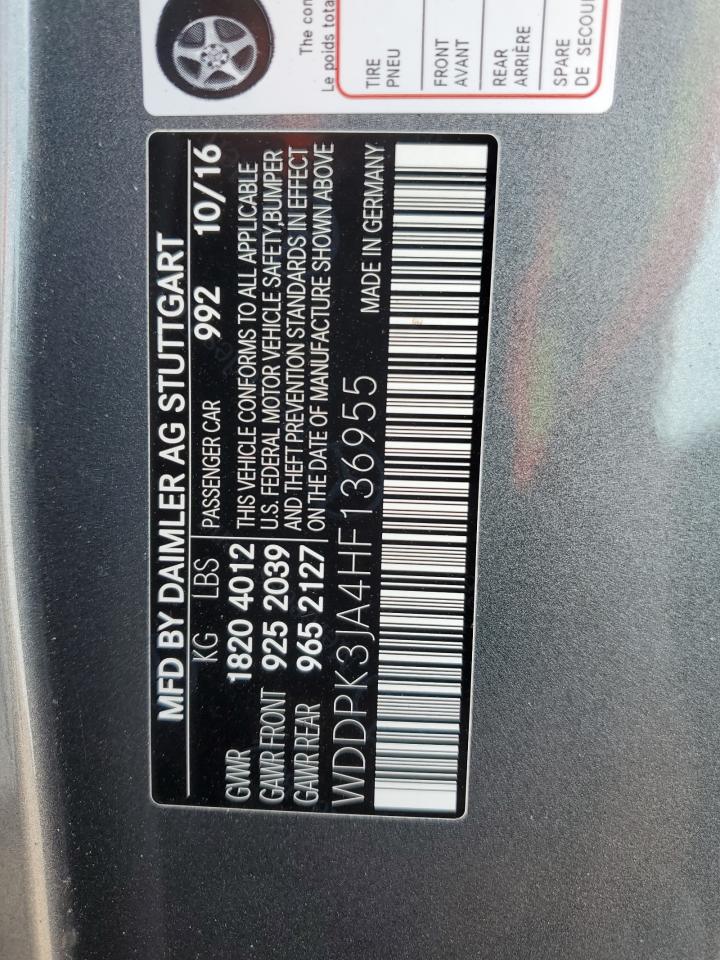 The con
Le poids tota
TIRE
PNEU
FRONT
AVANT
REAR
ARRIÈRE
SPARE
DE SECOU
MFD BY DAIMLER AG STUTTGART
KG LBS PASSENGER CAR 992 10/16
GVWR 1820 4012 THIS VEHICLE CONFORMS TO ALL APPLICABLE
GAWR FRONT 925 2039 U.S. FEDERAL MOTOR VEHICLE SAFETY, BUMPER
GAWR REAR 965 2127 AND THEFT PREVENTION STANDARDS IN EFFECT
ON THE DATE OF MANUFACTURE SHOWN ABOVE
WDDPK3JA4HF136955 MADE IN GERMANY